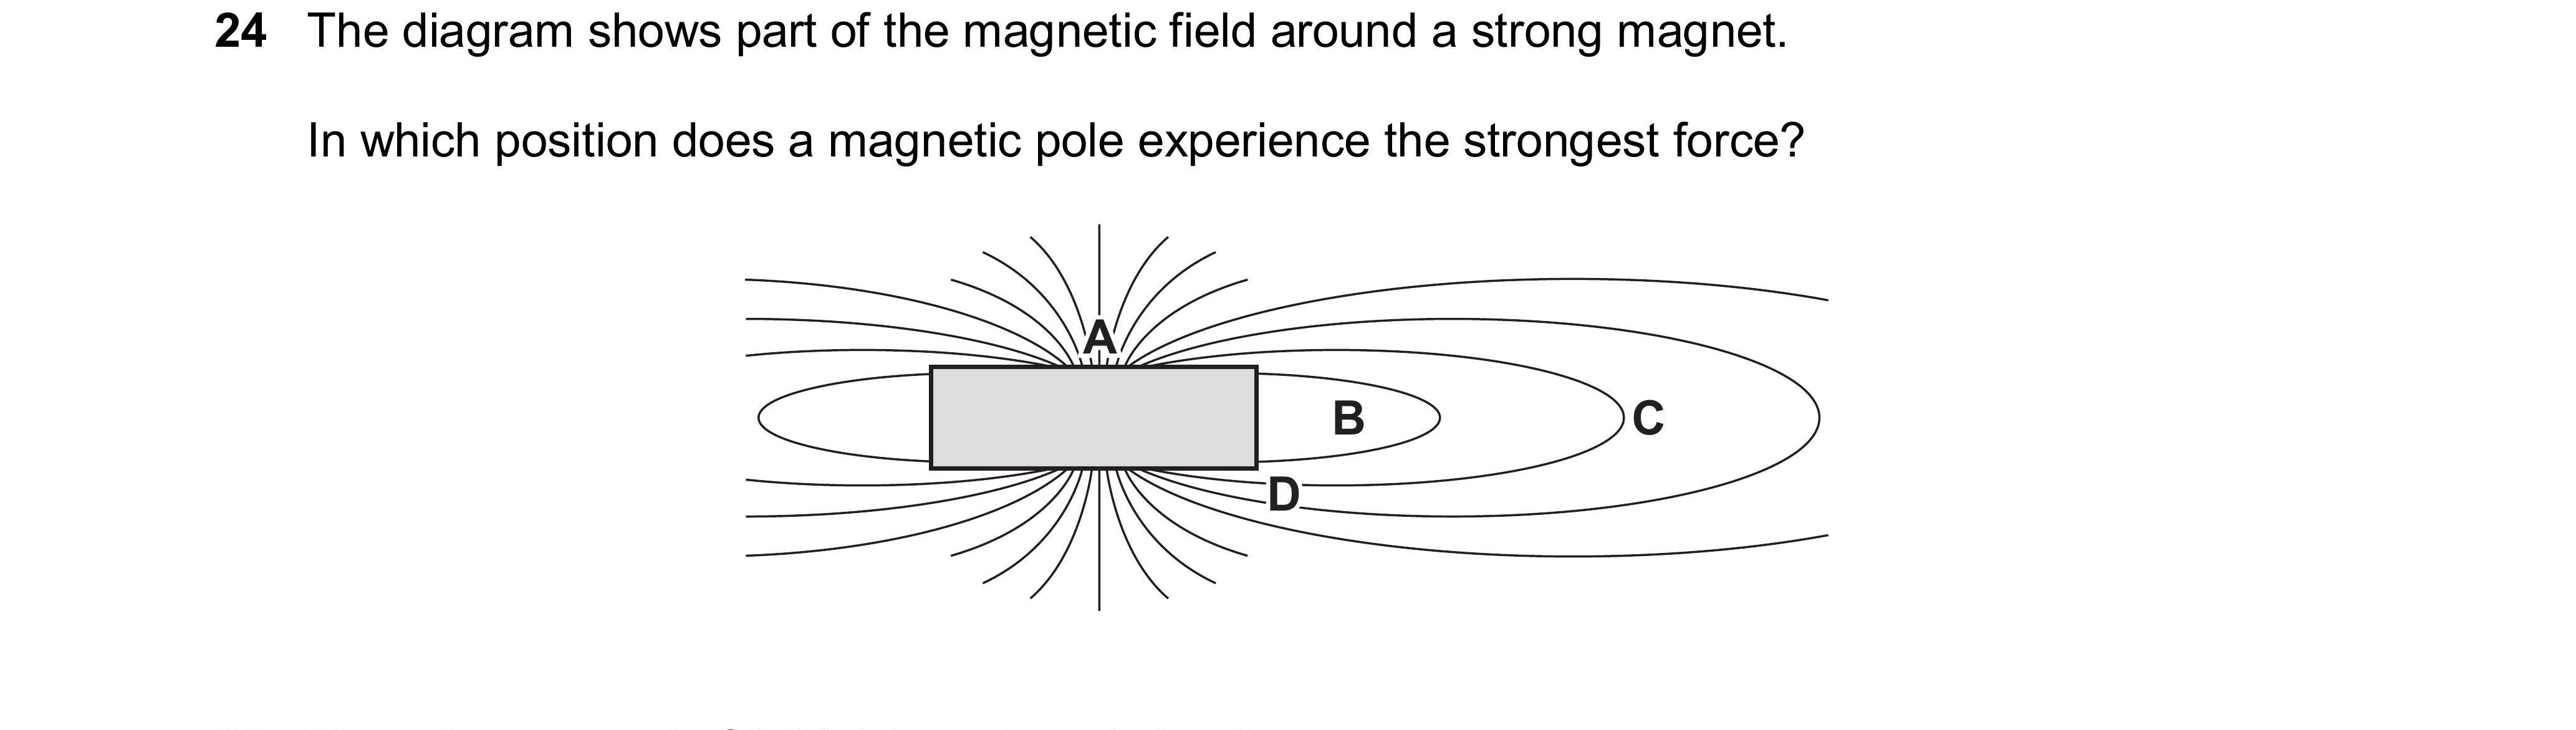 24 The diagram shows part of the magnetic field around a strong magnet.
In which position does a magnetic pole experience the strongest force?
A
B
C
D